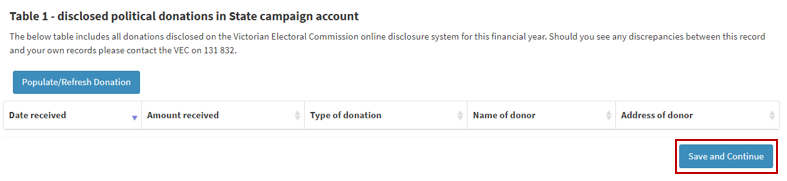 Table 1 - disclosed political donations in State campaign account
The below table includes all donations disclosed on the Victorian Electoral Commission online disclosure system for this financial year. Should you see any discrepancies between this record
and your own records please contact the VEC on 131 832.
Populate/Refresh Donation
Date received Amount received Type of donation Name of donor Address of donor
Save and Continue